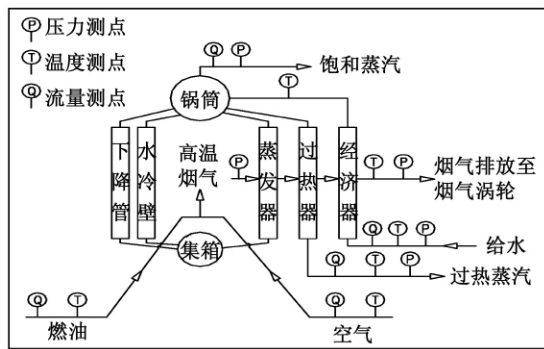 P 压力测点
T 温度测点
Q 流量测点
Q P
饱和蒸汽
T
锅筒
下降管
水冷壁
高温
烟气
P
蒸发器
过热器
经济器
T P
烟气排放至
烟气涡轮
集箱
Q T P
给水
Q T P
过热蒸汽
Q T
燃油
Q T
空气